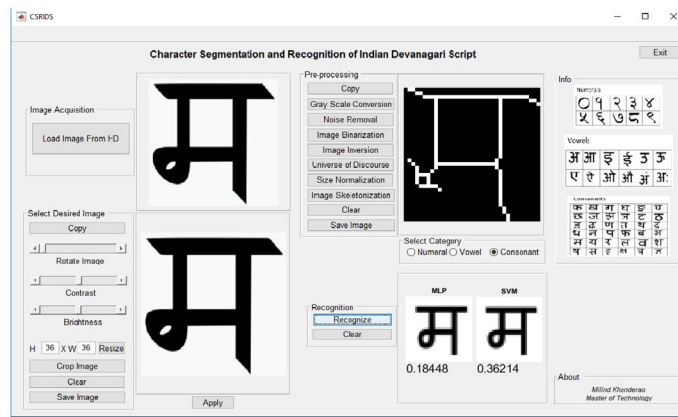 CSRIDS
Character Segmentation and Recognition of Indian Devanagari Script
Exit
Image Acquisition
Load Image From HD
म
Select Desired Image
Copy
Rotate Image
Contrast
Brightness
H 36 X W 36 Resize
Crop Image
Clear
Save Image
म
Apply
Pre-processing
Copy
Gray Scale Conversion
Noise Removal
Image Binarization
Image Inversion
Universe of Discourse
Size Normalization
Image Skeletonization
Clear
Save Image
म
Select Category
Numeral Vowel Consonant
Recognition
Recognize
Clear
MLP SVM
म म
0.18448 0.36214
Info
Numerals
० १ २ ३ ४
५ ६ ७ ८ ९
Vowels
अ आ इ ई उ ऊ
ए ऐ ओ औ अं अः
Consonants
क ख ग घ ङ च
छ ज झ ञ ट ठ
ड ढ ण त थ द
ध न प फ ब भ
म य र ल व श
ष स ह क्ष
About
Milind Khenderao
Master of Technology